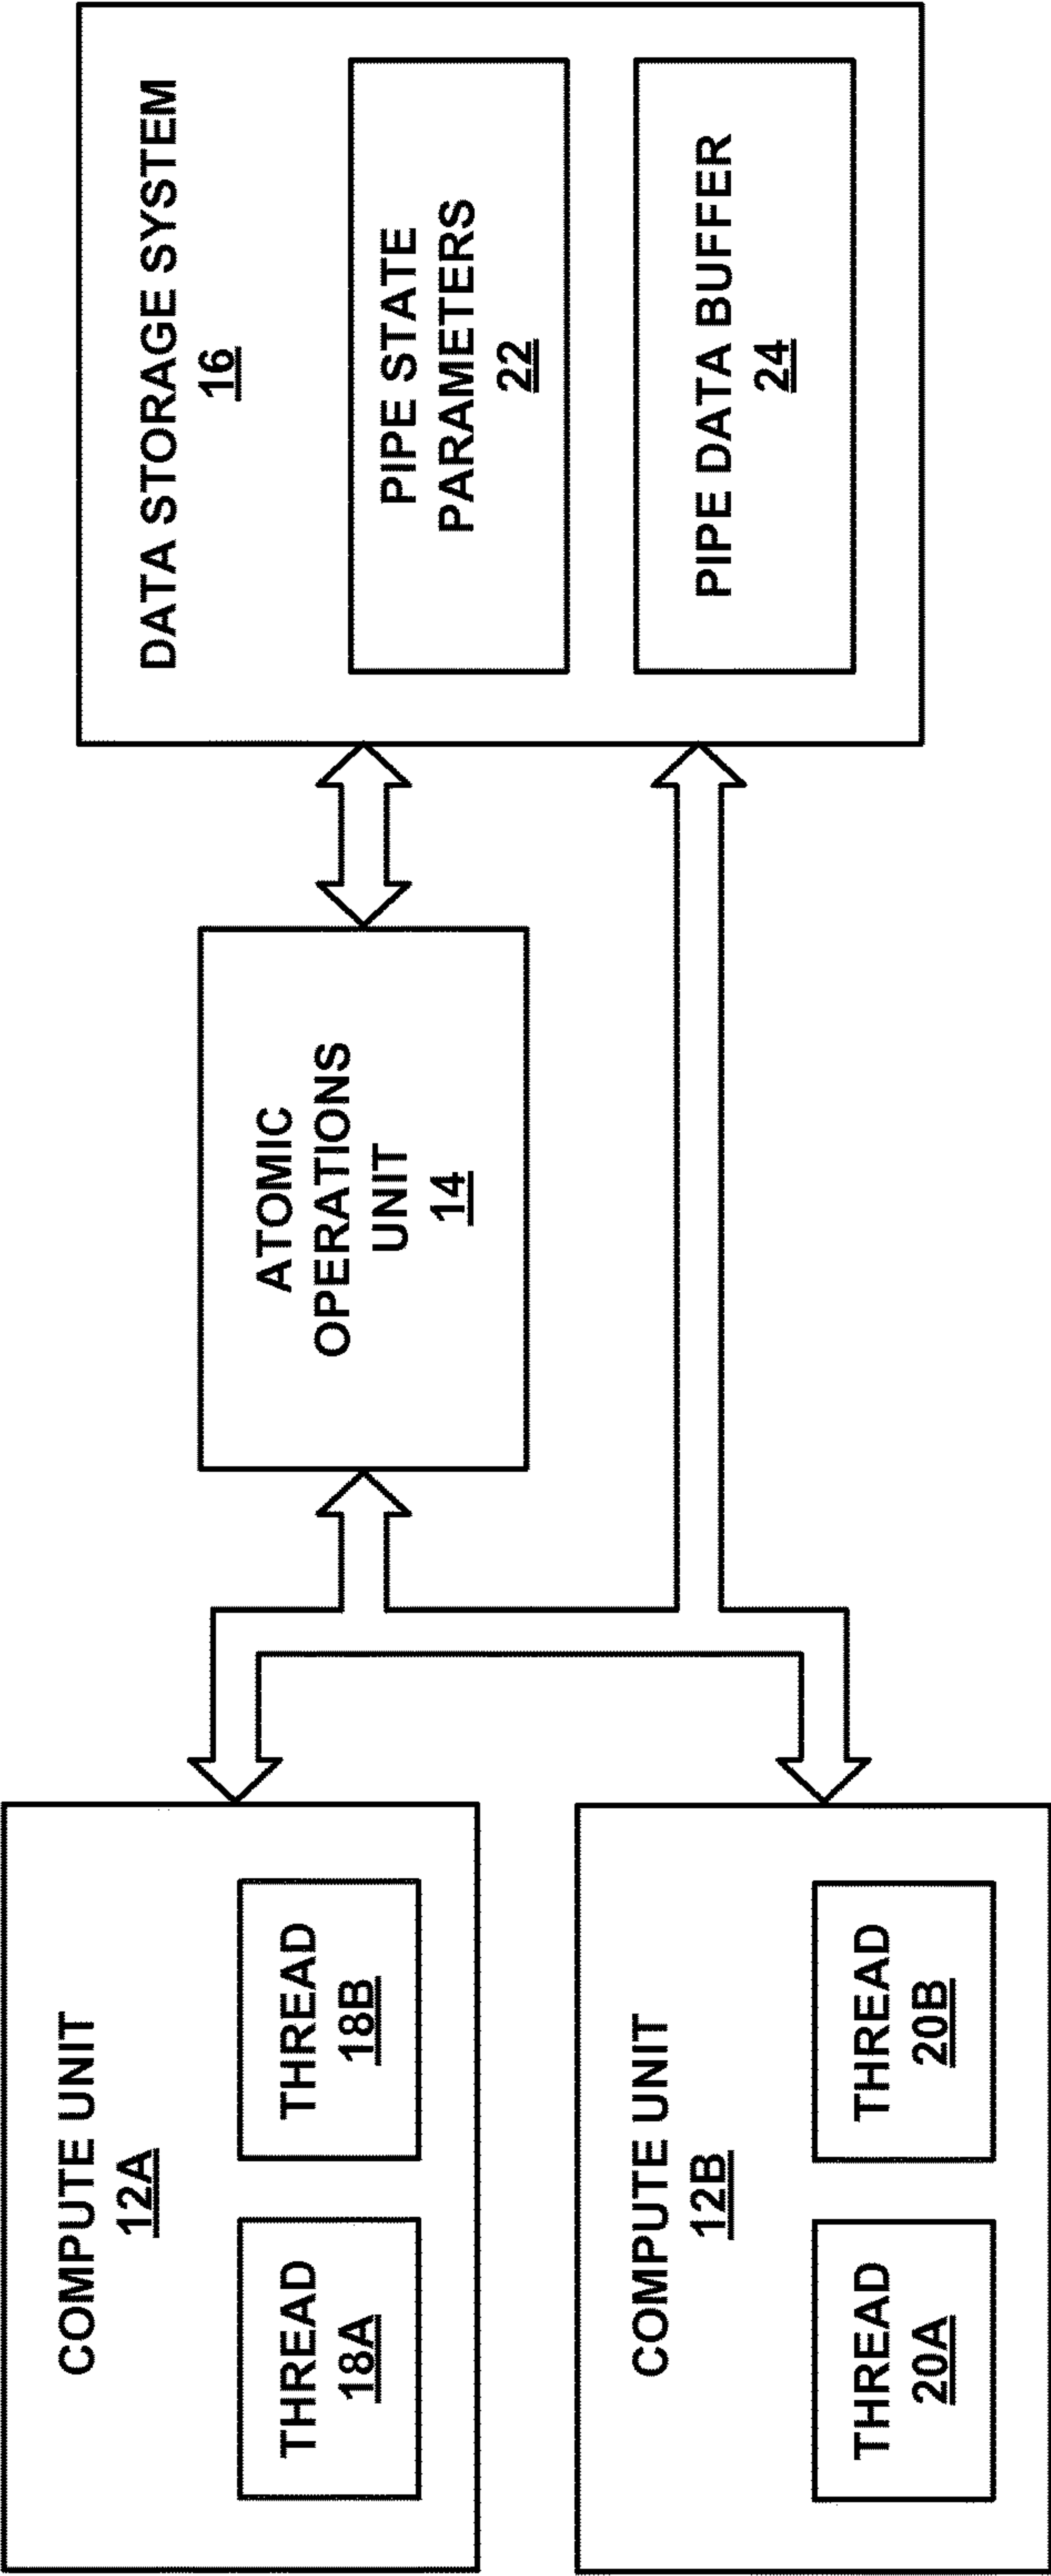 COMPUTE UNIT
12A
THREAD
18A
THREAD
18B
COMPUTE UNIT
12B
THREAD
20A
THREAD
20B
ATOMIC
OPERATIONS
UNIT
14
DATA STORAGE SYSTEM
16
PIPE STATE
PARAMETERS
22
PIPE DATA BUFFER
24